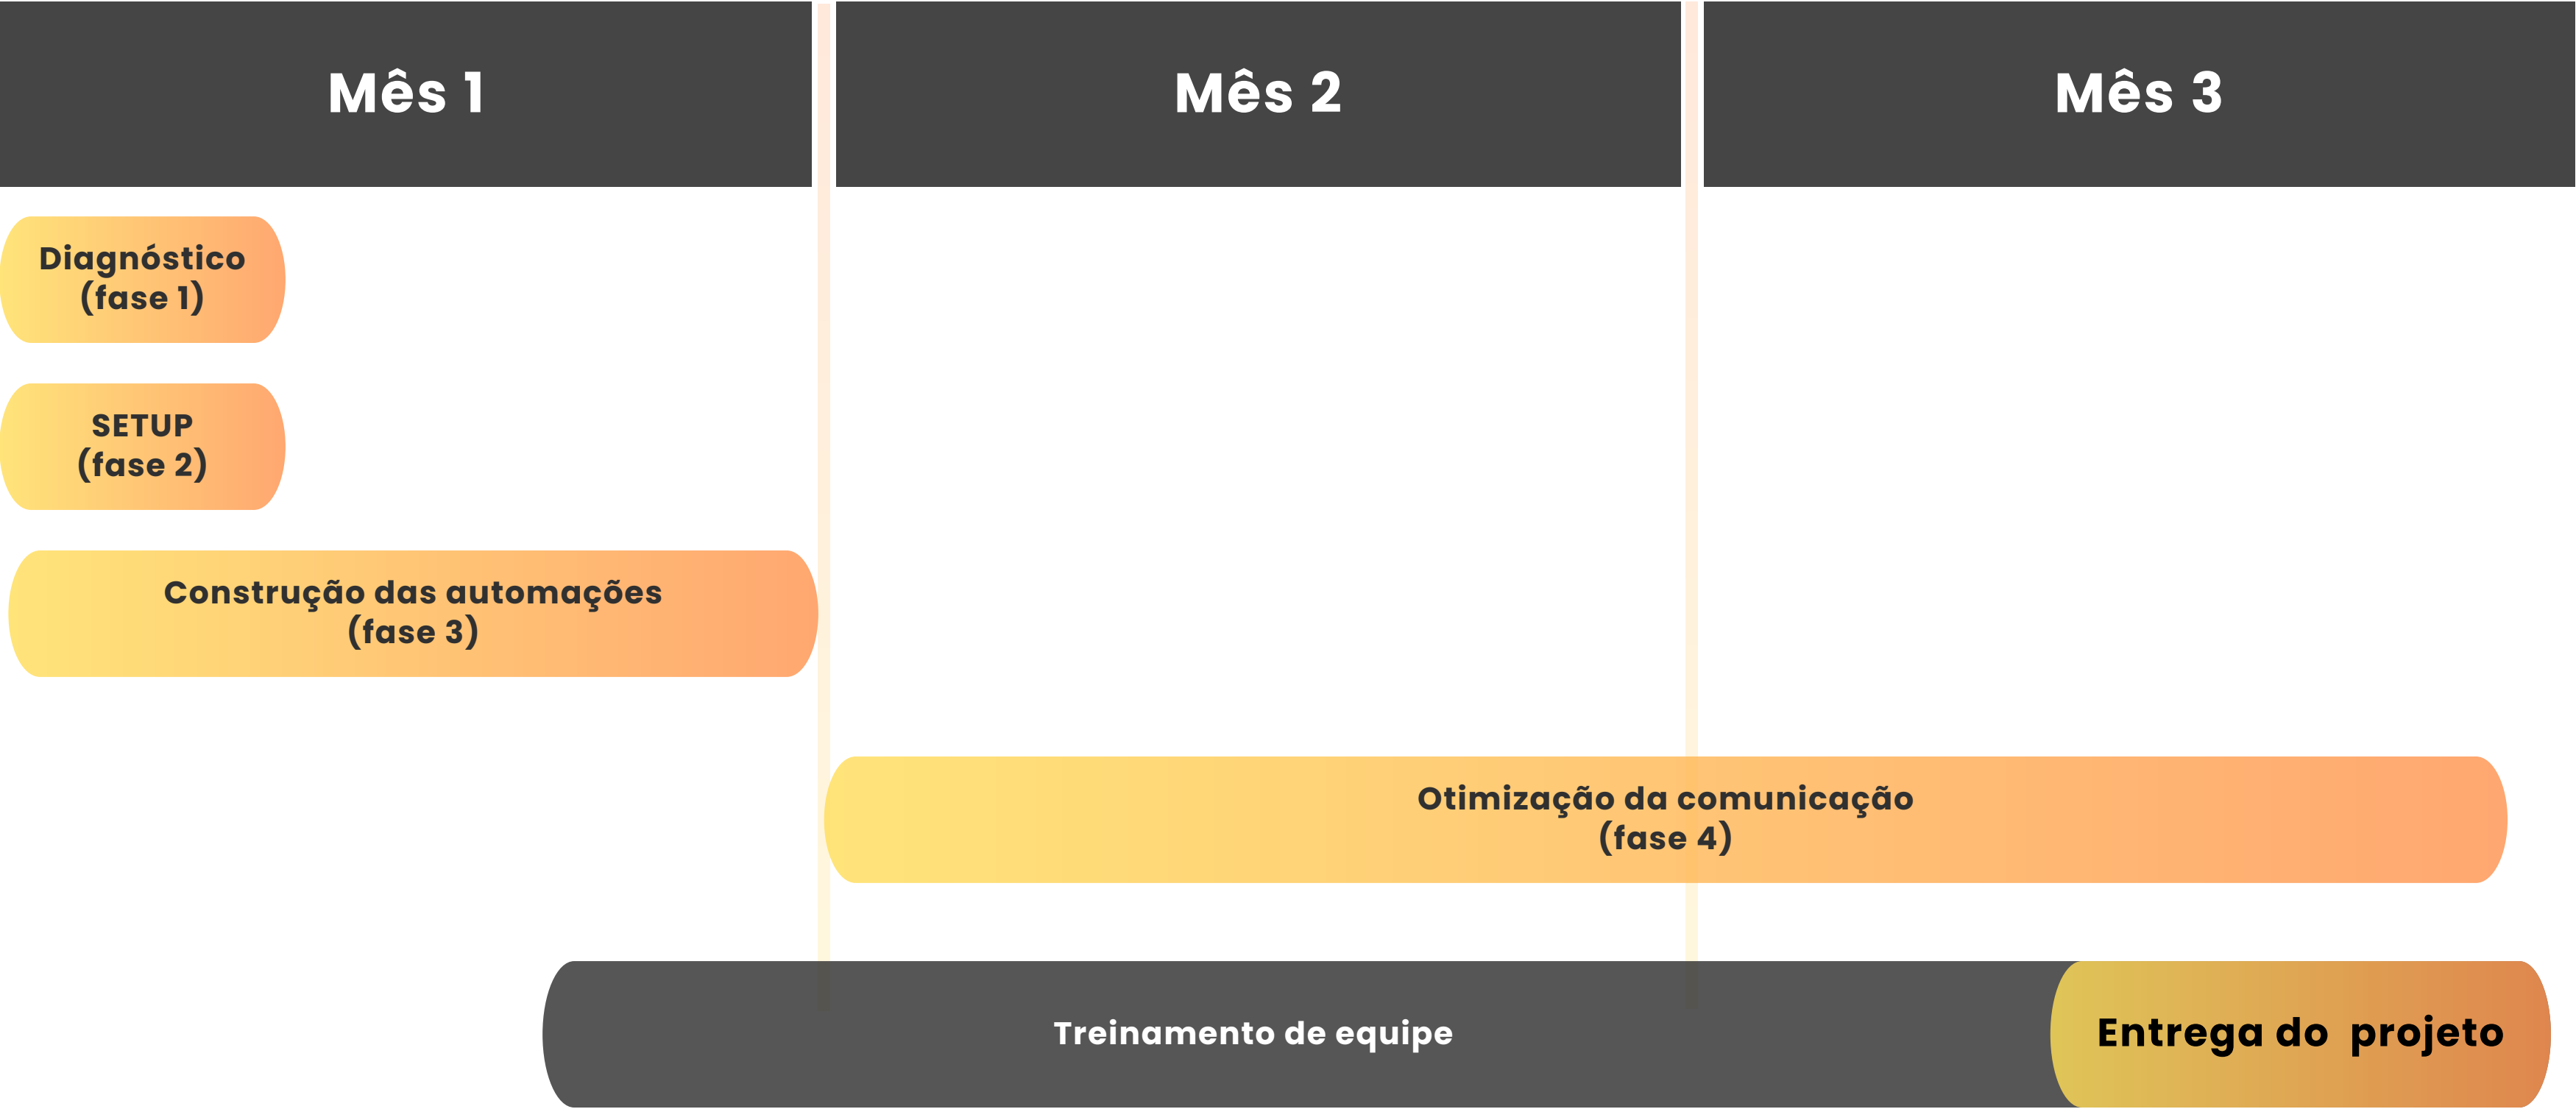 Mês 1
Mês 2
Mês 3
Diagnóstico
(fase 1)
SETUP
(fase 2)
Construção das automações
(fase 3)
Otimização da comunicação
(fase 4)
Treinamento de equipe
Entrega do projeto